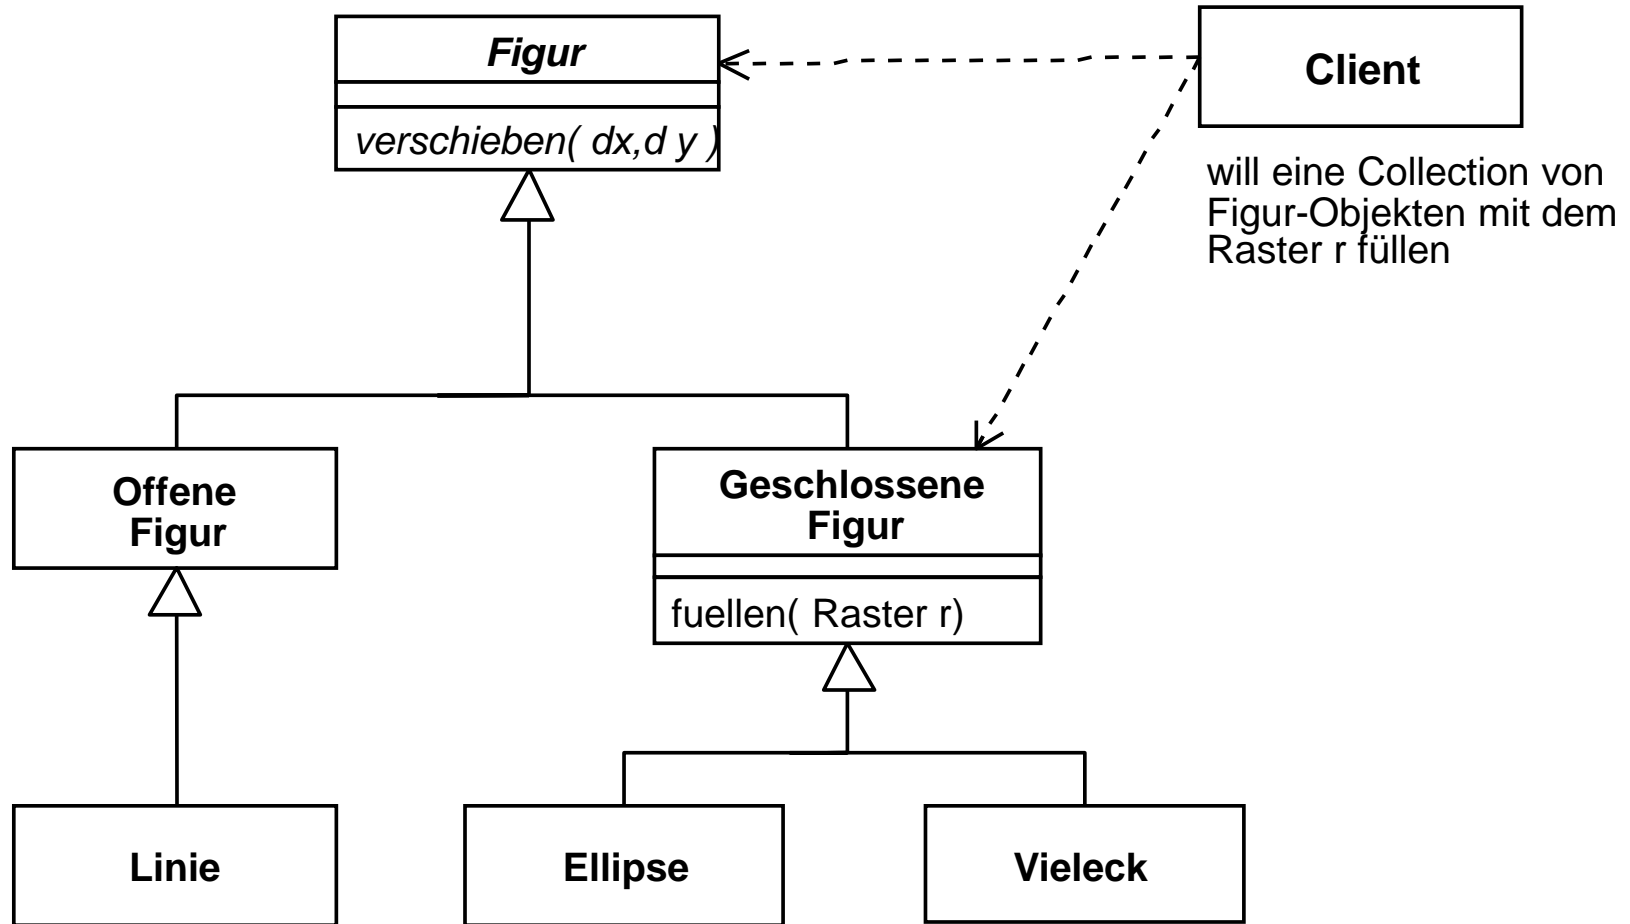 Figur
verschieben( dx,d y )
Client
will eine Collection von
Figur-Objekten mit dem
Raster r füllen
Offene
Figur
Geschlossene
Figur
fuellen( Raster r)
Linie
Ellipse
Vieleck